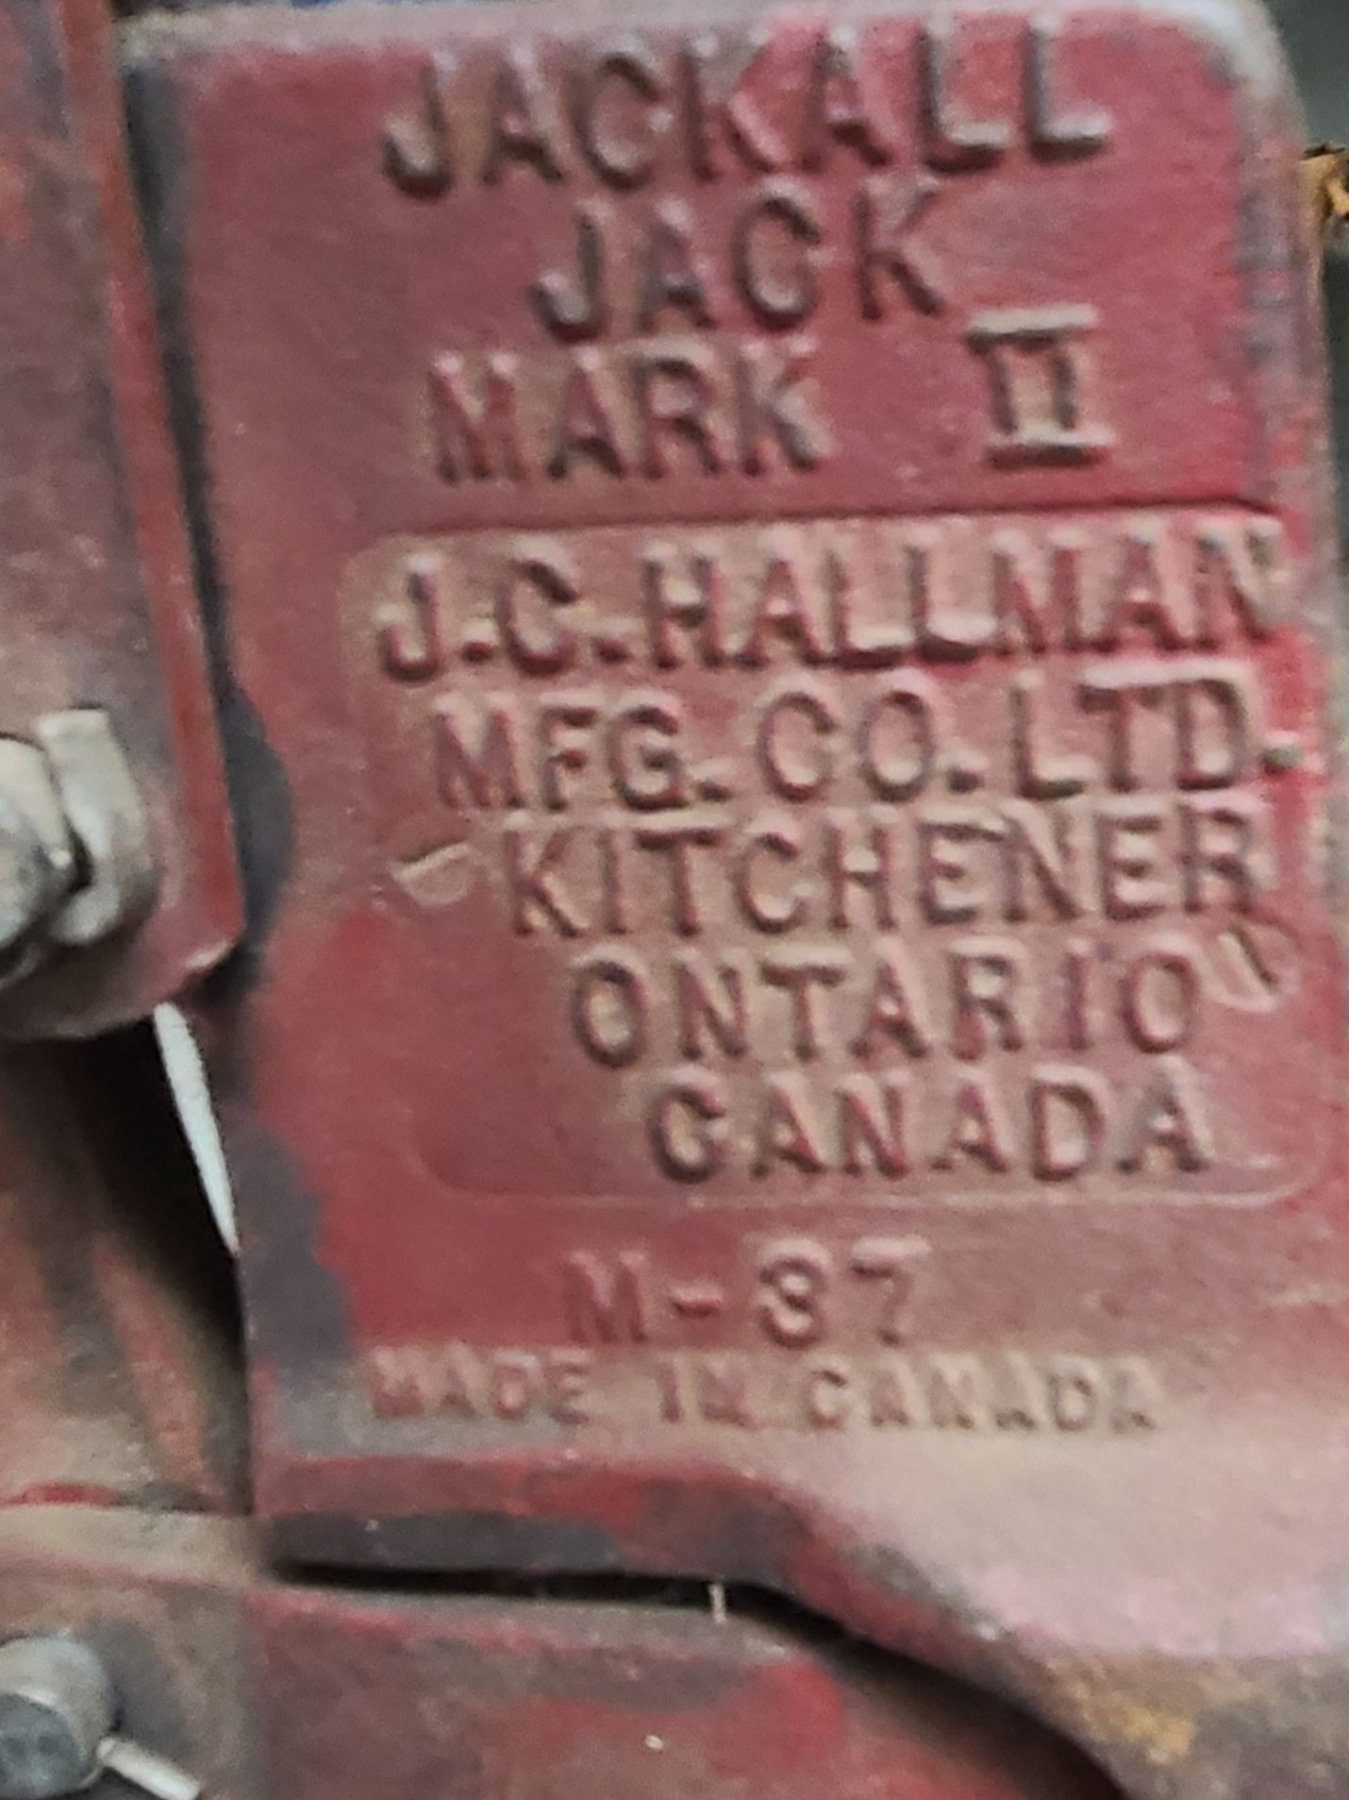 JACKALL
JACK
MARK II
J.C. HALLMAN
MFG. CO. LTD.
KITCHENER
ONTARIO
CANADA
M-37
MADE IN CANADA